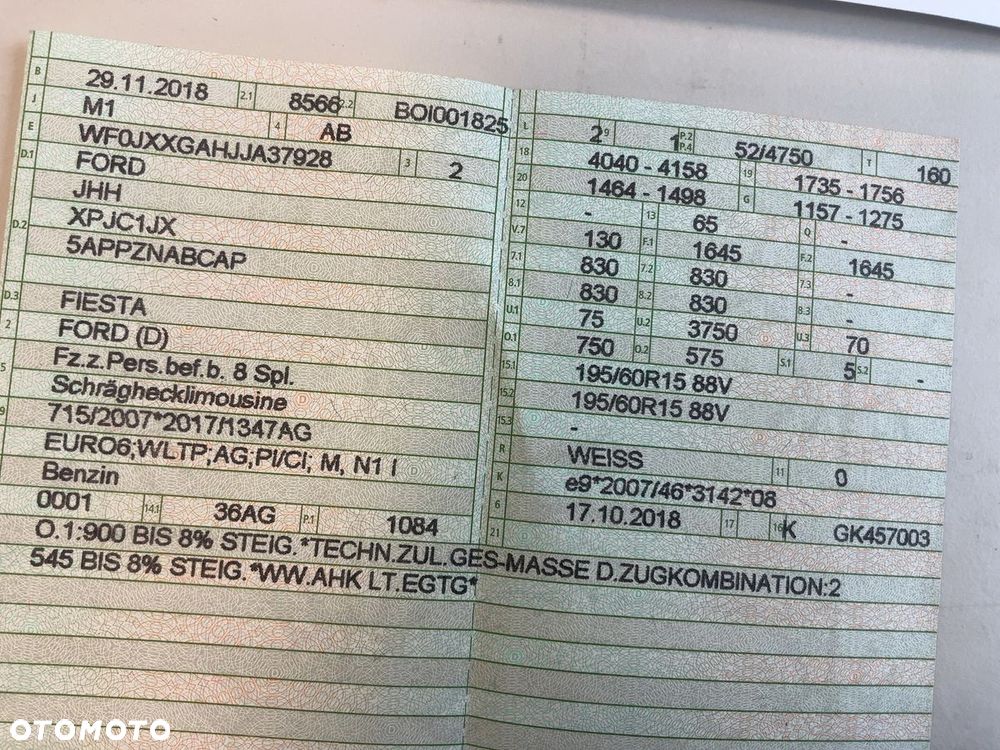 B 29.11.2018 2.1 8566 2.2 BOI001825
J M1 4 AB
E WF0JXXGAHJJA37928 3 2
D.1 FORD
JHH
D.2 XPJC1JX
5APPZNABCAP
D.3 FIESTA
2 FORD (D)
5 Fz.z.Pers.bef.b. 8 Spl.
Schräghecklimousine
9 715/2007*2017/1347AG
EURO6;WLTP;AG;PI/CI; M, N1 I
Benzin
0001 14.1 36AG P.1 1084
L 2 9 1 P.2 P.4 52/4750 T 160
18 4040 - 4158 19 1735 - 1756
20 1464 - 1498 G 1157 - 1275
12 - 13 65 Q -
V.7 130 F.1 1645 F.2 1645
7.1 830 7.2 830 7.3 -
8.1 830 8.2 830 8.3 -
U.1 75 U.2 3750 U.3 70
O.1 750 O.2 575 S.1 5 S.2 -
15.1 195/60R15 88V
15.2 195/60R15 88V
15.3 -
R WEISS 11 0
K e9*2007/46*3142*08
6 17.10.2018 17 K 16 GK457003
21 O.1:900 BIS 8% STEIG.*TECHN.ZUL.GES-MASSE D.ZUGKOMBINATION:2
545 BIS 8% STEIG.*WW.AHK LT.EGTG*
OTOMOTO